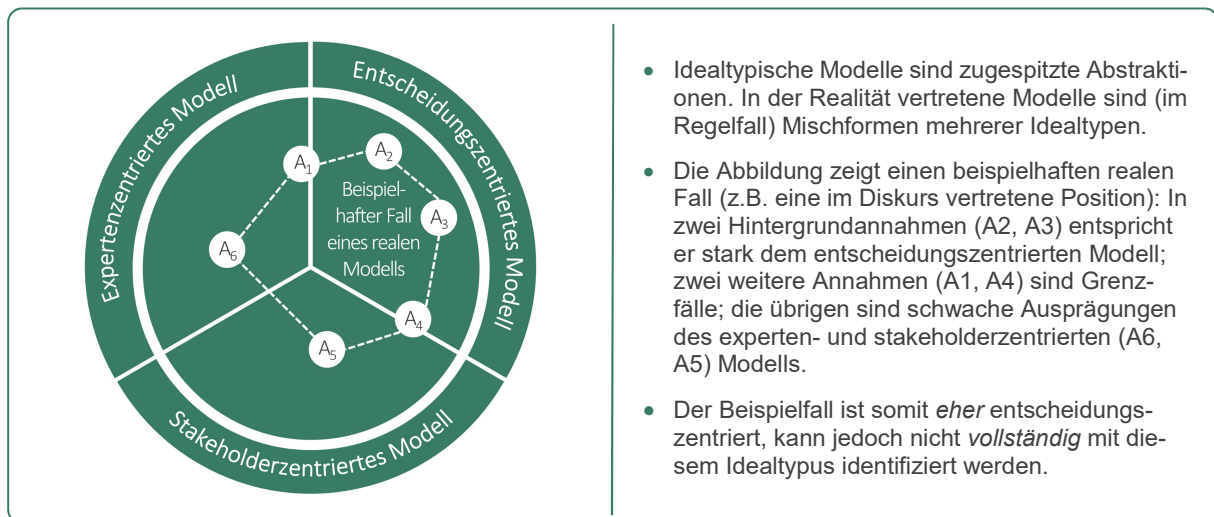 Expertenzentriertes Modell
Entscheidungszentriertes Modell
Stakeholderzentriertes Modell
A₁
A₂
A₃
A₄
A₅
A₆
Beispiel-
hafter Fall
eines realen
Modells
• Idealtypische Modelle sind zugespitzte Abstrakti-
onen. In der Realität vertretene Modelle sind (im
Regelfall) Mischformen mehrerer Idealtypen.
• Die Abbildung zeigt einen beispielhaften realen
Fall (z.B. eine im Diskurs vertretene Position): In
zwei Hintergrundannahmen (A2, A3) entspricht
er stark dem entscheidungszentrierten Modell;
zwei weitere Annahmen (A1, A4) sind Grenz-
fälle; die übrigen sind schwache Ausprägungen
des experten- und stakeholderzentrierten (A6,
A5) Modells.
• Der Beispielfall ist somit eher entscheidungs-
zentriert, kann jedoch nicht vollständig mit die-
sem Idealtypus identifiziert werden.